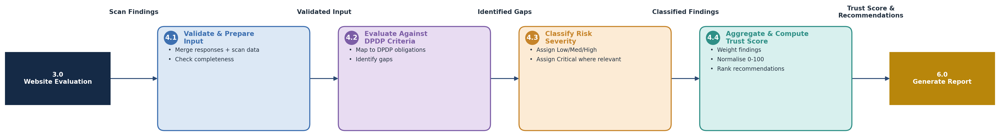 Scan Findings
Validated Input
Identified Gaps
Classified Findings
Trust Score &
Recommendations
3.0
Website Evaluation
4.1
Validate & Prepare
Input
• Merge responses + scan data
• Check completeness
4.2
Evaluate Against
DPDP Criteria
• Map to DPDP obligations
• Identify gaps
4.3
Classify Risk
Severity
• Assign Low/Med/High
• Assign Critical where relevant
4.4
Aggregate & Compute
Trust Score
• Weight findings
• Normalise 0-100
• Rank recommendations
6.0
Generate Report